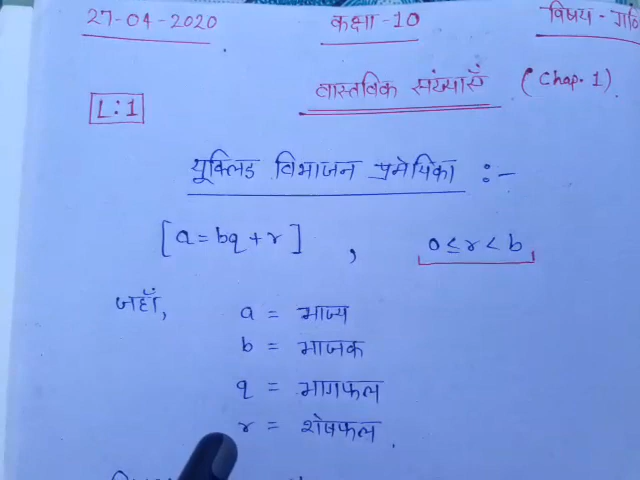 27-04-2020 कक्षा-10 विषय-
वास्तविक संख्याएँ (Chap. 1)
L:1
यूक्लिड विभाजन प्रमेयिका :-
[a=bq+r] , 0≤r<b
जहाँ, a = भाज्य
b = भाजक
q = भागफल
r = शेषफल.